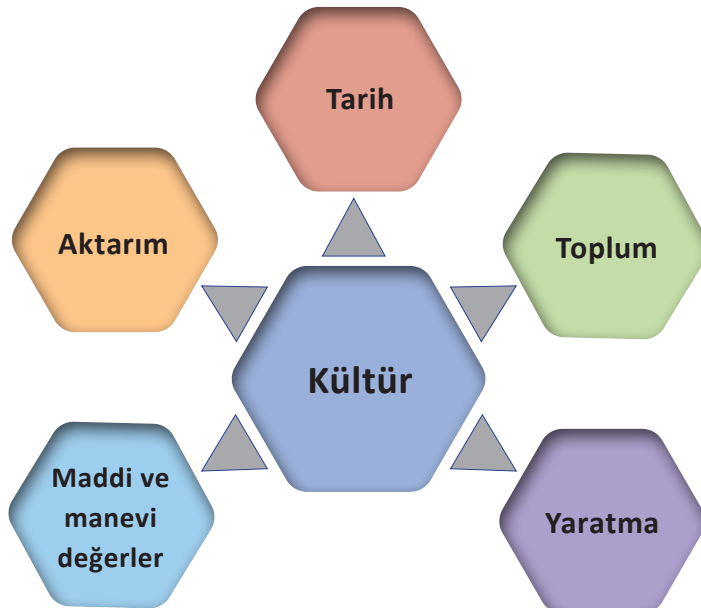 Tarih
Aktarım
Toplum
Kültür
Maddi ve
manevi
değerler
Yaratma